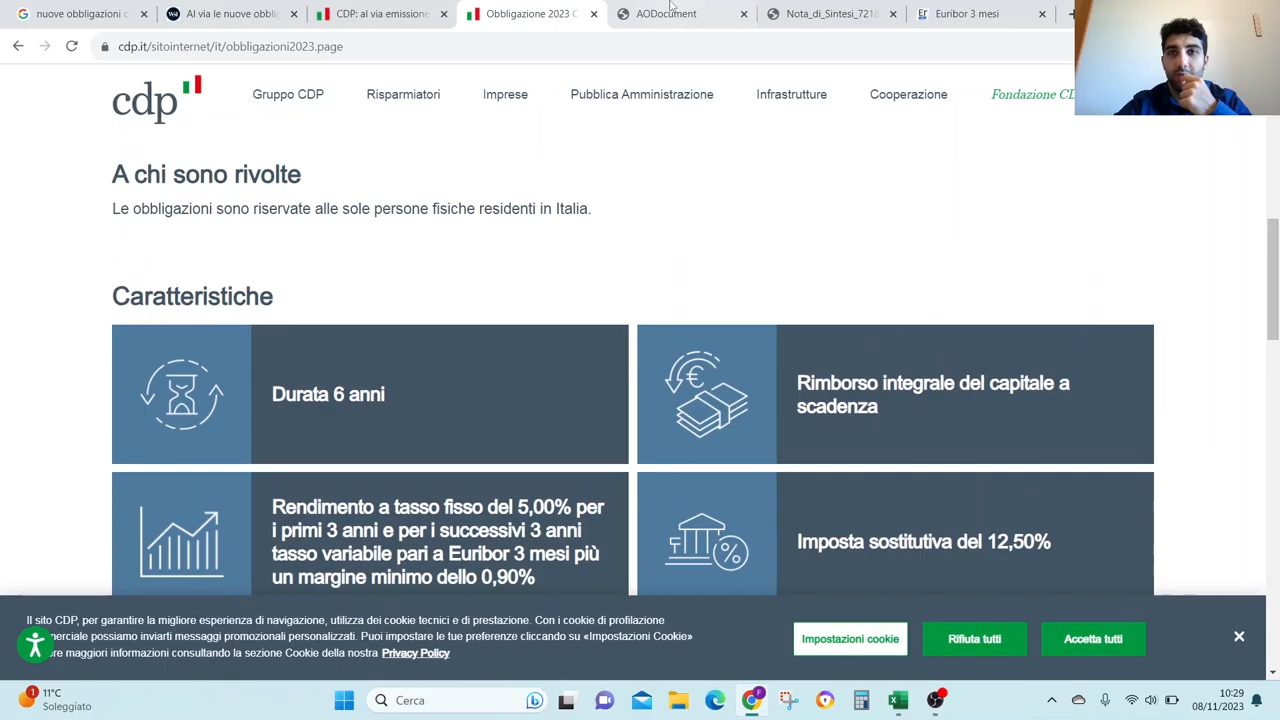 nuove obbligazioni c
AI via le nuove obblig
CDP: al via emissione
Obbligazione 2023 C
AODocument
Nota_di_Sintesi_721
Euribor 3 mesi
cdp.it/sitointernet/it/obbligazioni2023.page
cdp
Gruppo CDP
Risparmiatori
Imprese
Pubblica Amministrazione
Infrastrutture
Cooperazione
Fondazione CD
A chi sono rivolte
Le obbligazioni sono riservate alle sole persone fisiche residenti in Italia.
Caratteristiche
Durata 6 anni
Rimborso integrale del capitale a
scadenza
Rendimento a tasso fisso del 5,00% per
i primi 3 anni e per i successivi 3 anni
tasso variabile pari a Euribor 3 mesi più
un margine minimo dello 0,90%
Imposta sostitutiva del 12,50%
Il sito CDP, per garantire la migliore esperienza di navigazione, utilizza dei cookie tecnici e di prestazione. Con i cookie di profilazione
merciale possiamo inviarti messaggi promozionali personalizzati. Puoi impostare le tue preferenze cliccando su «Impostazioni Cookie»
ere maggiori informazioni consultando la sezione Cookie della nostra Privacy Policy
Impostazioni cookie
Rifiuta tutti
Accetta tutti
1
11°C
Soleggiato
Cerca
10:29
08/11/2023